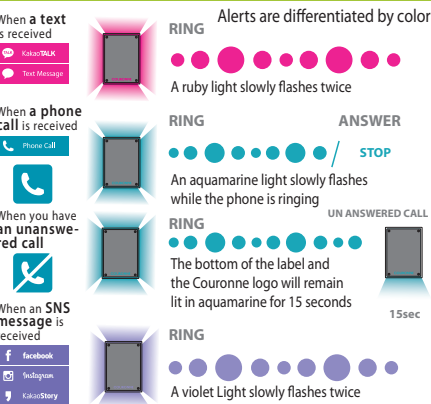 Alerts are differentiated by color
When a text
is received
TALK
KakaoTALK
Text Message
RING
A ruby light slowly flashes twice
When a phone
call is received
Phone Call
RING
ANSWER
STOP
An aquamarine light slowly flashes
while the phone is ringing
When you have
an unanswe-
red call
RING
UN ANSWERED CALL
The bottom of the label and
the Couronne logo will remain
lit in aquamarine for 15 seconds
15sec
When an SNS
message is
received
f facebook
Instagram
KakaoStory
RING
A violet Light slowly flashes twice